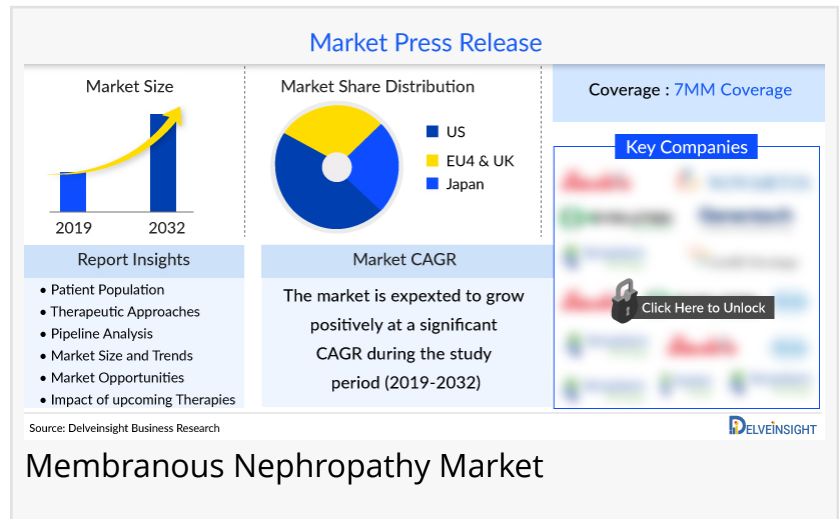 Market Press Release
Market Size
2019
2032
Market Share Distribution
US
EU4 & UK
Japan
Coverage : 7MM Coverage
Key Companies
NOVARTIS
Genentech
Click Here to Unlock
Report Insights
• Patient Population
• Therapeutic Approaches
• Pipeline Analysis
• Market Size and Trends
• Market Opportunities
• Impact of upcoming Therapies
Market CAGR
The market is expexted to grow
positively at a significant
CAGR during the study
period (2019-2032)
Source: Delveinsight Business Research
DELVEINSIGHT
Membranous Nephropathy Market